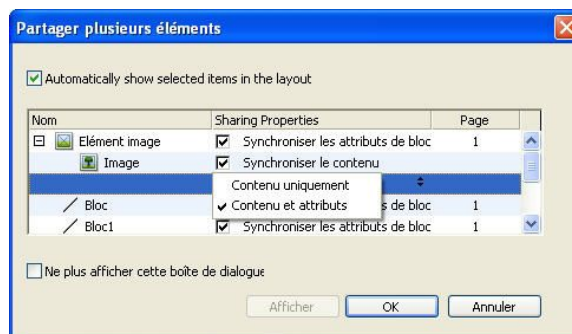 Partager plusieurs éléments
Automatically show selected items in the layout
Nom Sharing Properties Page
Elément image Synchroniser les attributs de bloc 1
Image Synchroniser le contenu
Contenu uniquement
Bloc Contenu et attributs s de bloc 1
Bloc1 Synchroniser les attributs de bloc 1
Ne plus afficher cette boîte de dialogue
Afficher OK Annuler